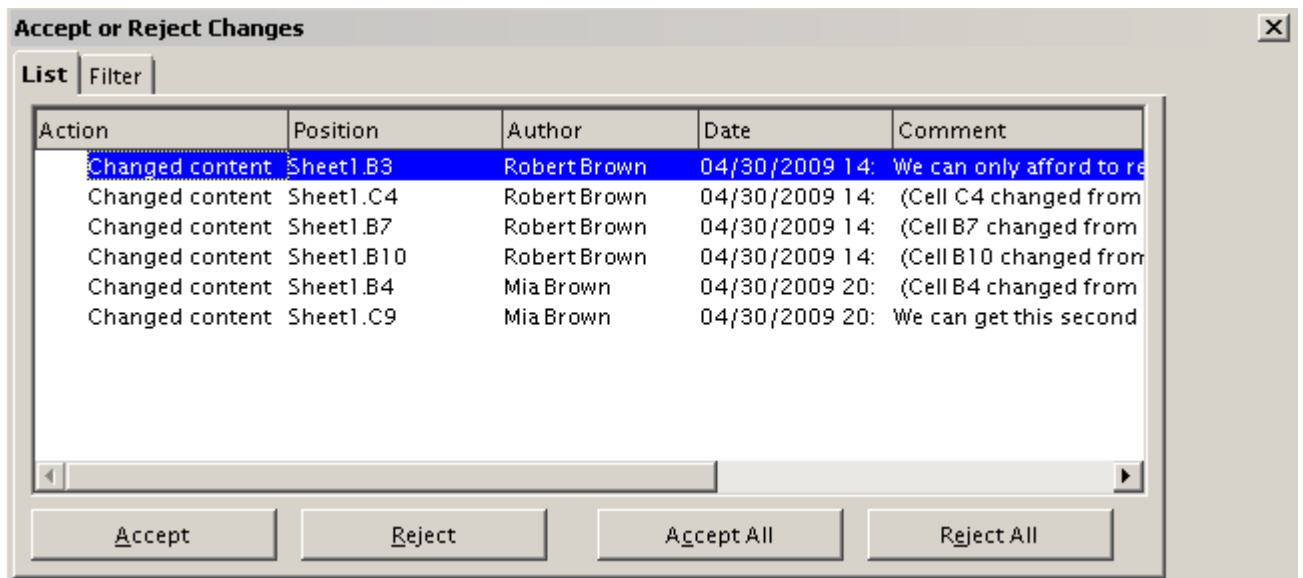 Accept or Reject Changes
List Filter
Action Position Author Date Comment
Changed content Sheet1.B3 Robert Brown 04/30/2009 14: We can only afford to re
Changed content Sheet1.C4 Robert Brown 04/30/2009 14: (Cell C4 changed from
Changed content Sheet1.B7 Robert Brown 04/30/2009 14: (Cell B7 changed from
Changed content Sheet1.B10 Robert Brown 04/30/2009 14: (Cell B10 changed from
Changed content Sheet1.B4 Mia Brown 04/30/2009 20: (Cell B4 changed from
Changed content Sheet1.C9 Mia Brown 04/30/2009 20: We can get this second
Accept Reject Accept All Reject All